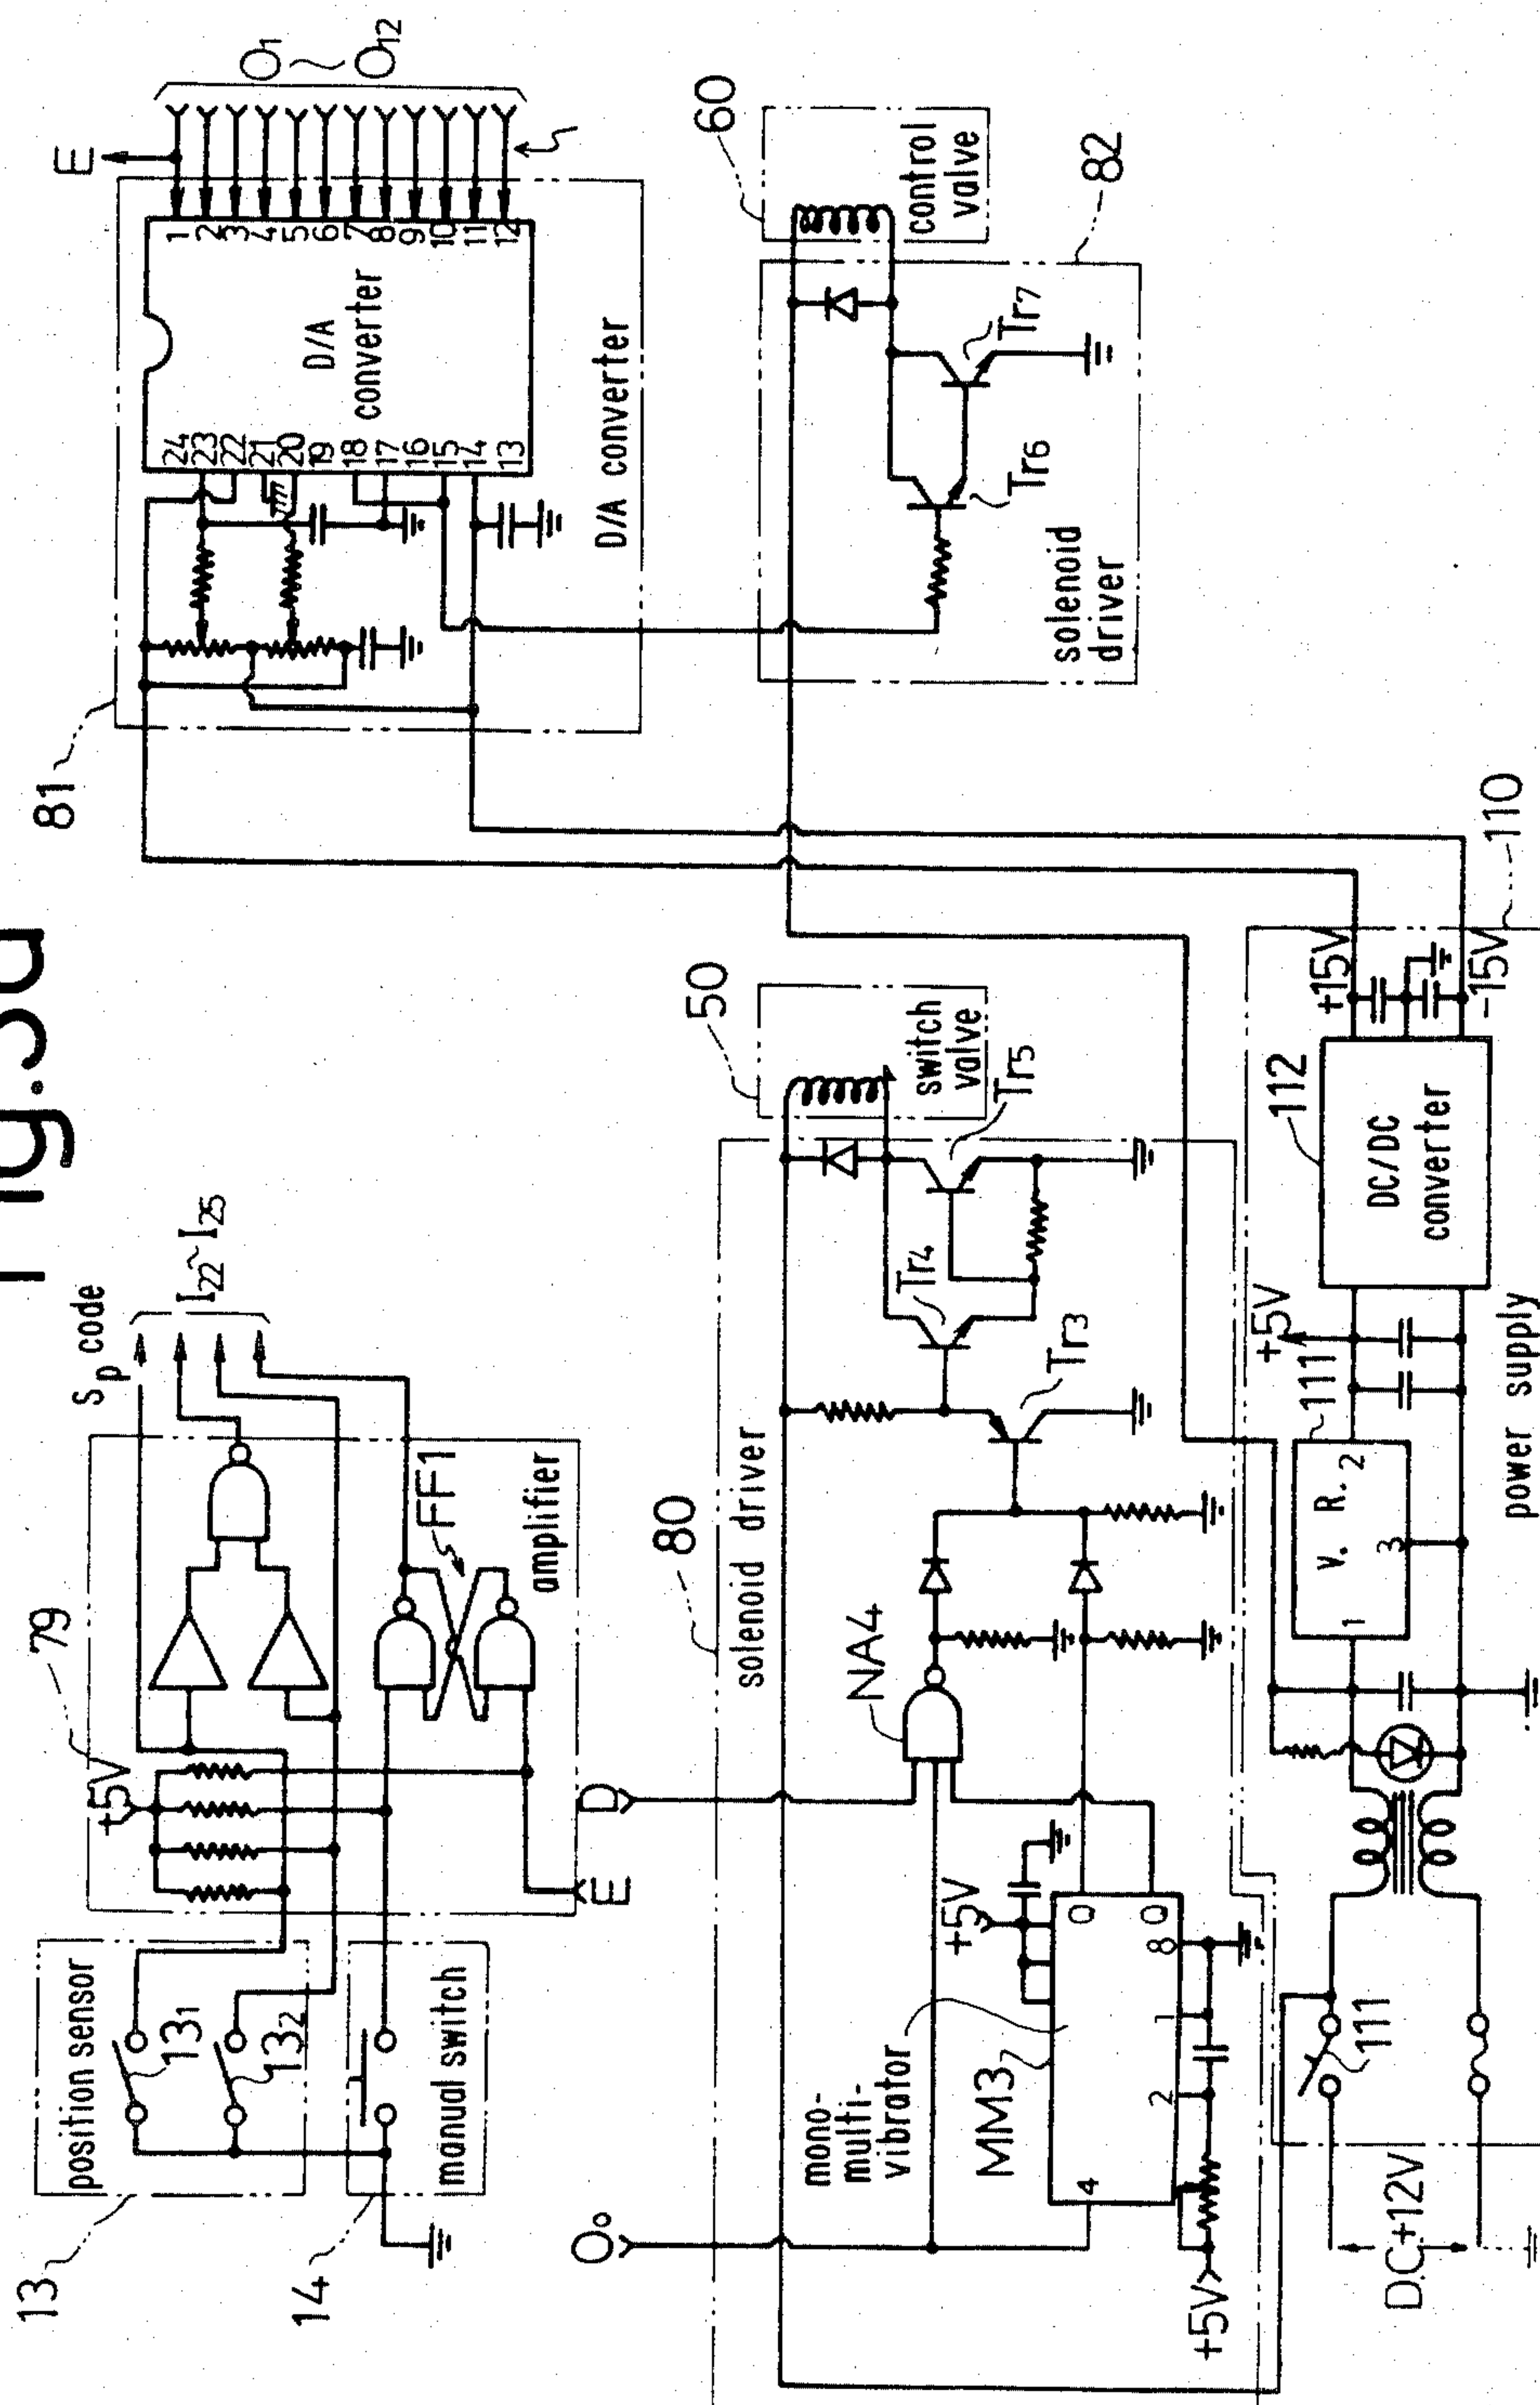 81
E
O1 ~ O12
1
2
3
4
5
6
7
8
9
10
11
12
24
23
22
21
20
19
18
17
16
15
14
13
D/A
converter
D/A converter
60
control
valve
82
Tr7
Tr6
solenoid
driver
Sp code
I22 ~ I25
79
+5V
FF1
amplifier
E
D
13
position sensor
131
132
14
manual switch
80
solenoid driver
50
switch
valve
Tr5
Tr4
Tr3
NA4
O0
mono-
multi-
vibrator
MM3
+5V
Q
Q
8
1
2
4
+5V
110
+15V
-15V
112
DC/DC
converter
+5V
111
V. R.
1
2
3
power supply
111
D.C+12V